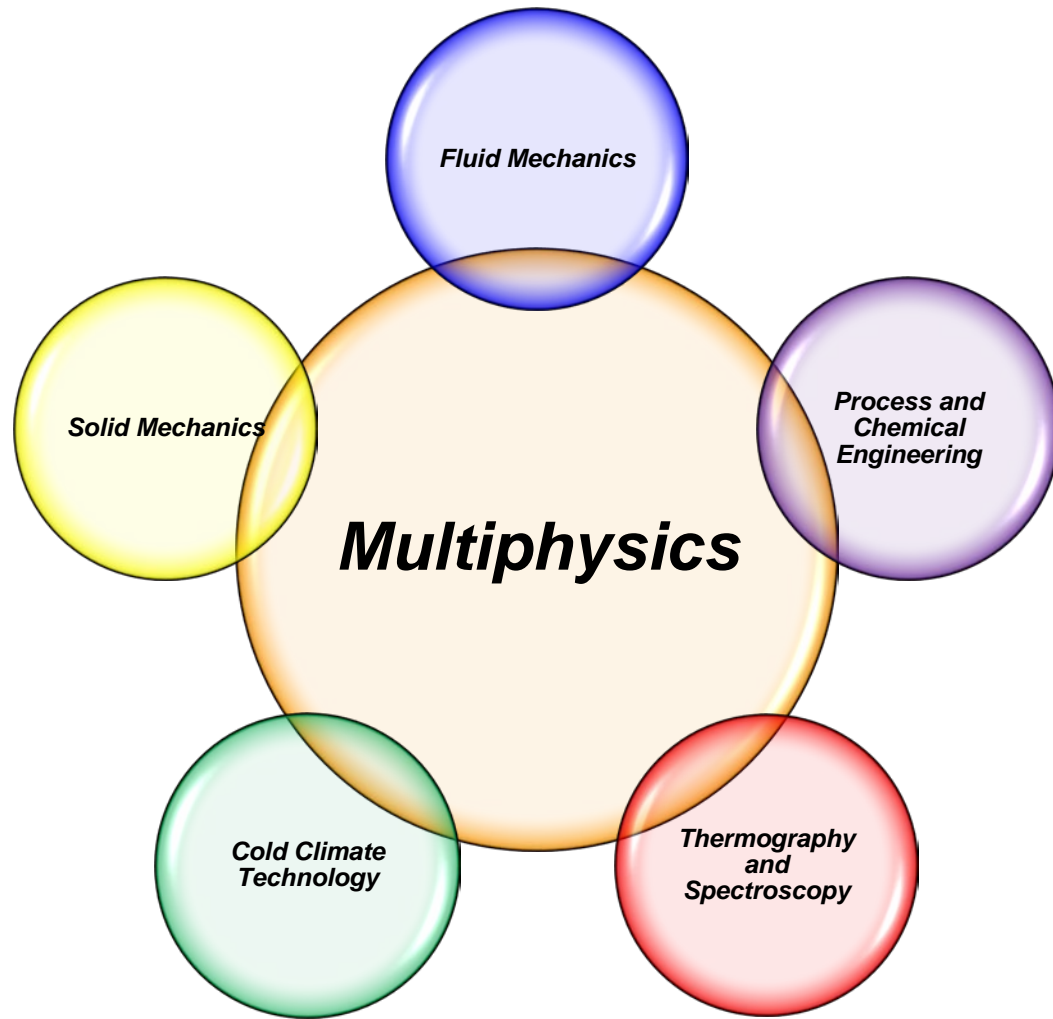 Fluid Mechanics
Solid Mechanics
Process and
Chemical
Engineering
Multiphysics
Cold Climate
Technology
Thermography
and
Spectroscopy